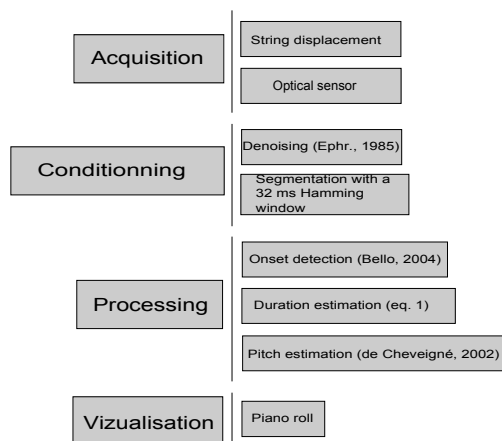 Acquisition
String displacement
Optical sensor
Conditionning
Denoising (Ephr., 1985)
Segmentation with a
32 ms Hamming
window
Processing
Onset detection (Bello, 2004)
Duration estimation (eq. 1)
Pitch estimation (de Cheveigné, 2002)
Vizualisation
Piano roll